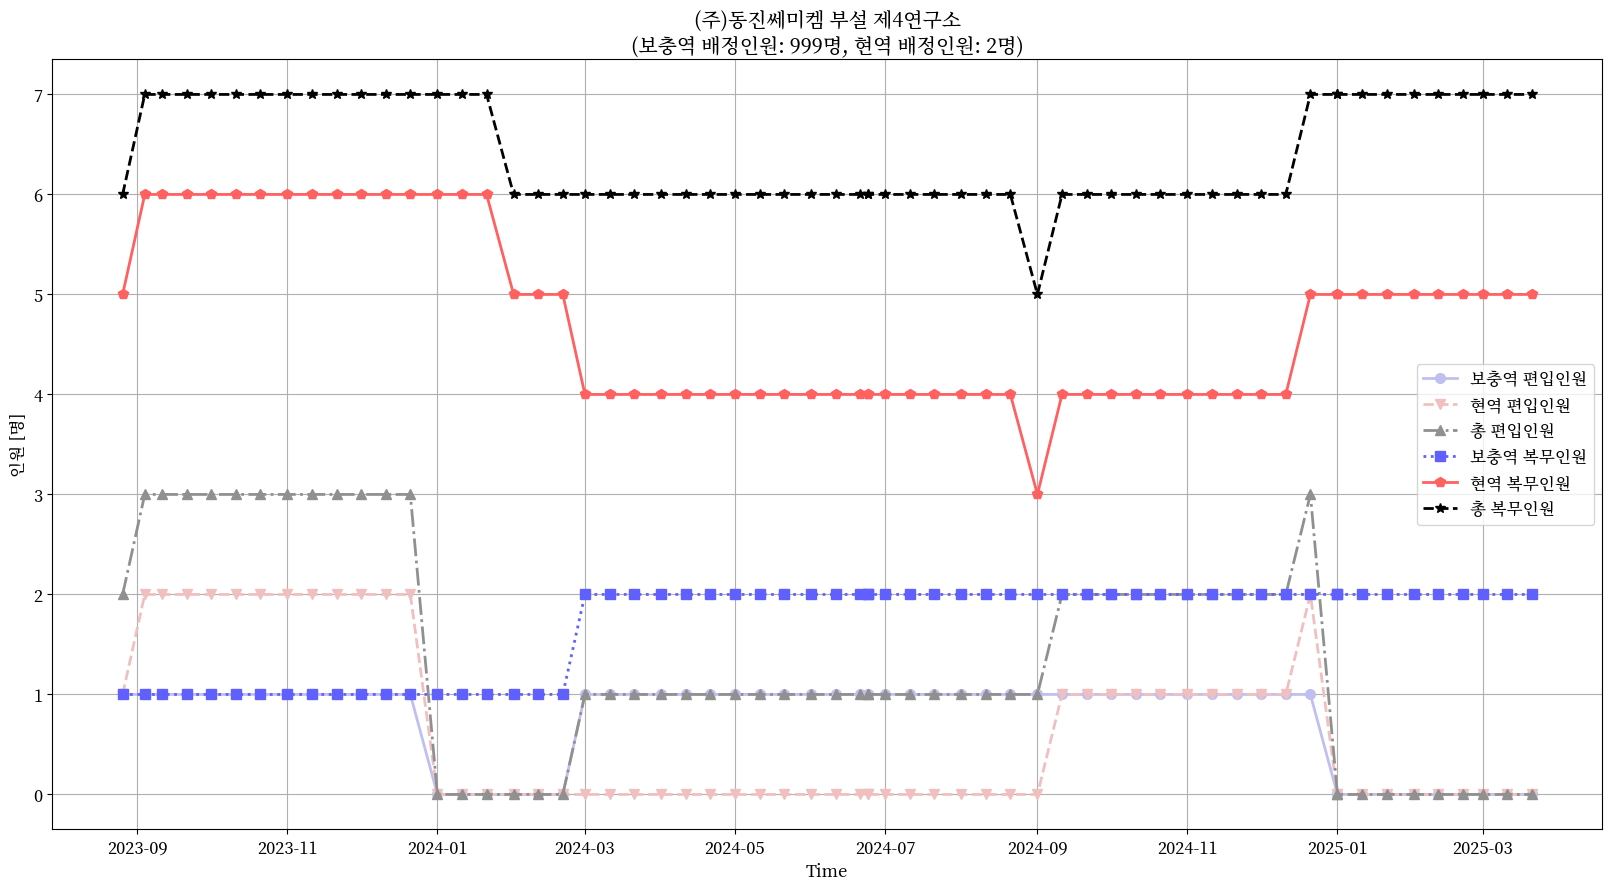 (주)동진쎄미켐 부설 제4연구소
(보충역 배정인원: 999명, 현역 배정인원: 2명)
인원 [명]
7
6
5
4
3
2
1
0
보충역 편입인원
현역 편입인원
총 편입인원
보충역 복무인원
현역 복무인원
총 복무인원
2023-09 2023-11 2024-01 2024-03 2024-05 2024-07 2024-09 2024-11 2025-01 2025-03
Time